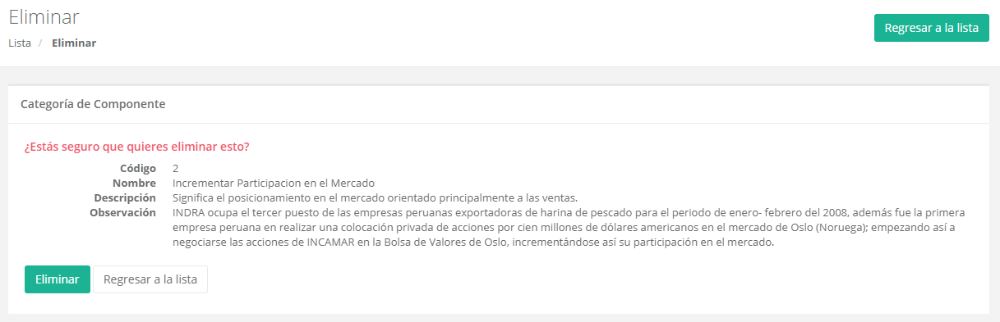 Eliminar
Lista / Eliminar
Regresar a la lista
Categoría de Componente
¿Estás seguro que quieres eliminar esto?
Código 2
Nombre Incrementar Participacion en el Mercado
Descripción Significa el posicionamiento en el mercado orientado principalmente a las ventas.
Observación INDRA ocupa el tercer puesto de las empresas peruanas exportadoras de harina de pescado para el periodo de enero- febrero del 2008, además fue la primera
empresa peruana en realizar una colocación privada de acciones por cien millones de dólares americanos en el mercado de Oslo (Noruega); empezando así a
negociarse las acciones de INCAMAR en la Bolsa de Valores de Oslo, incrementándose así su participación en el mercado.
Eliminar Regresar a la lista